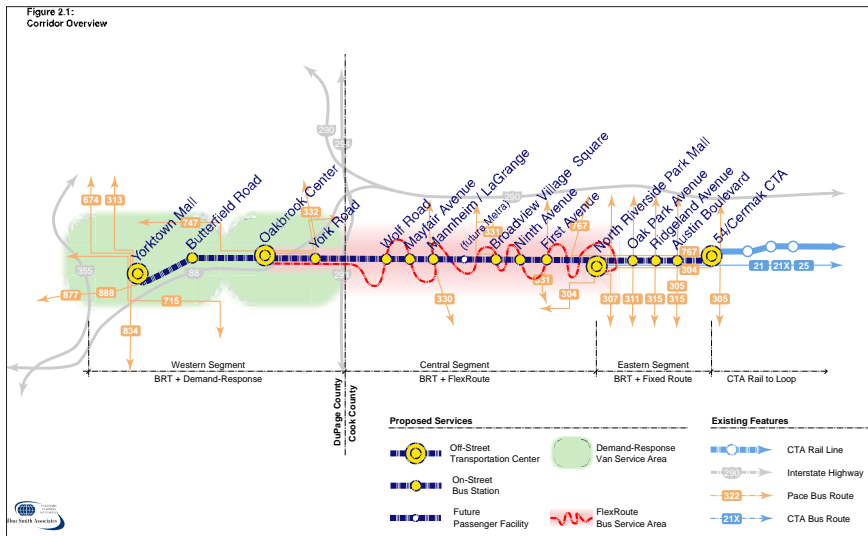 Figure 2.1:
Corridor Overview
290
290
290
674
313
747
332
331
767
Yorktown Mall
Butterfield Road
Oakbrook Center
York Road
Wolf Road
Mayfair Avenue
Mannheim / LaGrange
(future Metra)
Broadview Village Square
Ninth Avenue
First Avenue
North Riverside Park Mall
Oak Park Avenue
Ridgeland Avenue
Austin Boulevard
54/Cermak CTA
355
88
877
888
715
834
330
331
304
307
311
315
305
315
767
304
305
21
21X
25
Western Segment
BRT + Demand-Response
Central Segment
BRT + FlexRoute
Eastern Segment
BRT + Fixed Route
CTA Rail to Loop
DuPage County
Cook County
Proposed Services
Off-Street
Transportation Center
On-Street
Bus Station
Future
Passenger Facility
Demand-Response
Van Service Area
FlexRoute
Bus Service Area
Existing Features
CTA Rail Line
290
Interstate Highway
322
Pace Bus Route
21X
CTA Bus Route
lbur Smith Associates